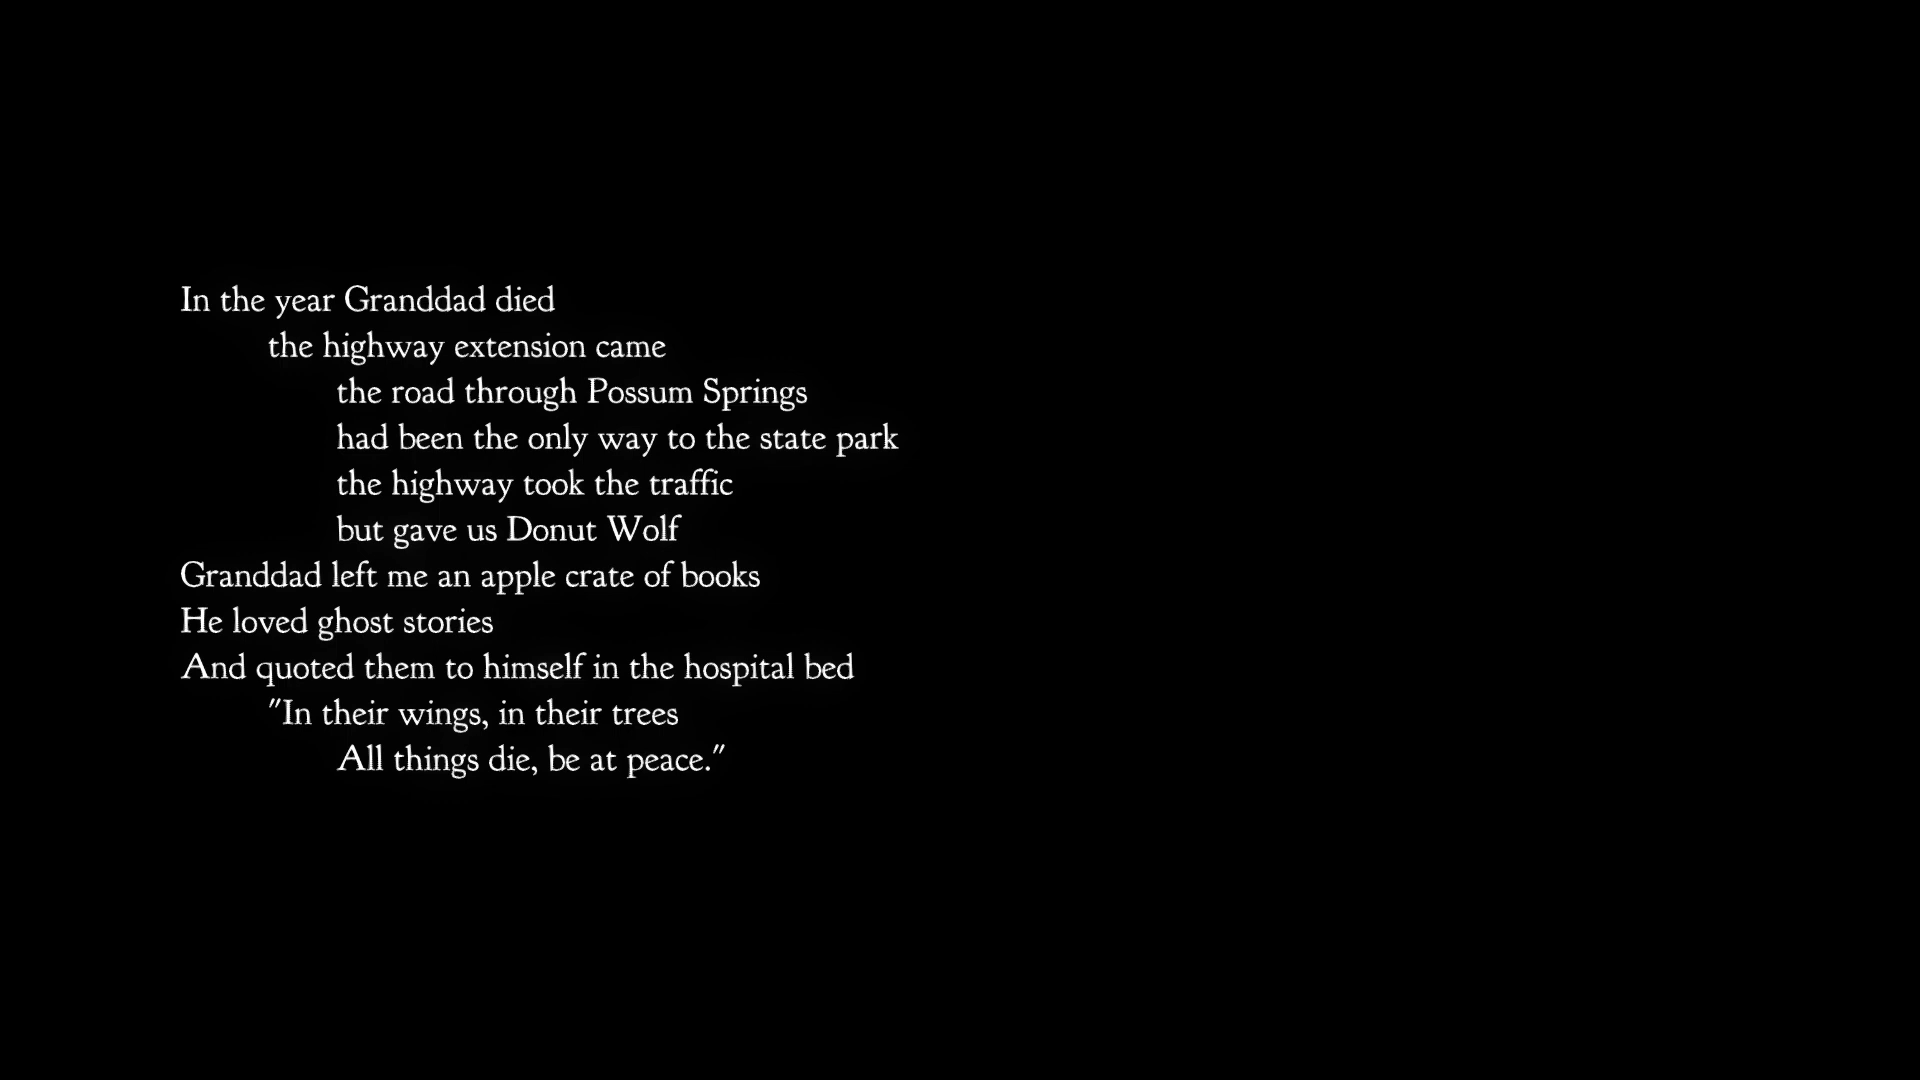 In the year Granddad died
the highway extension came
the road through Possum Springs
had been the only way to the state park
the highway took the traffic
but gave us Donut Wolf
Granddad left me an apple crate of books
He loved ghost stories
And quoted them to himself in the hospital bed
"In their wings, in their trees
All things die, be at peace."